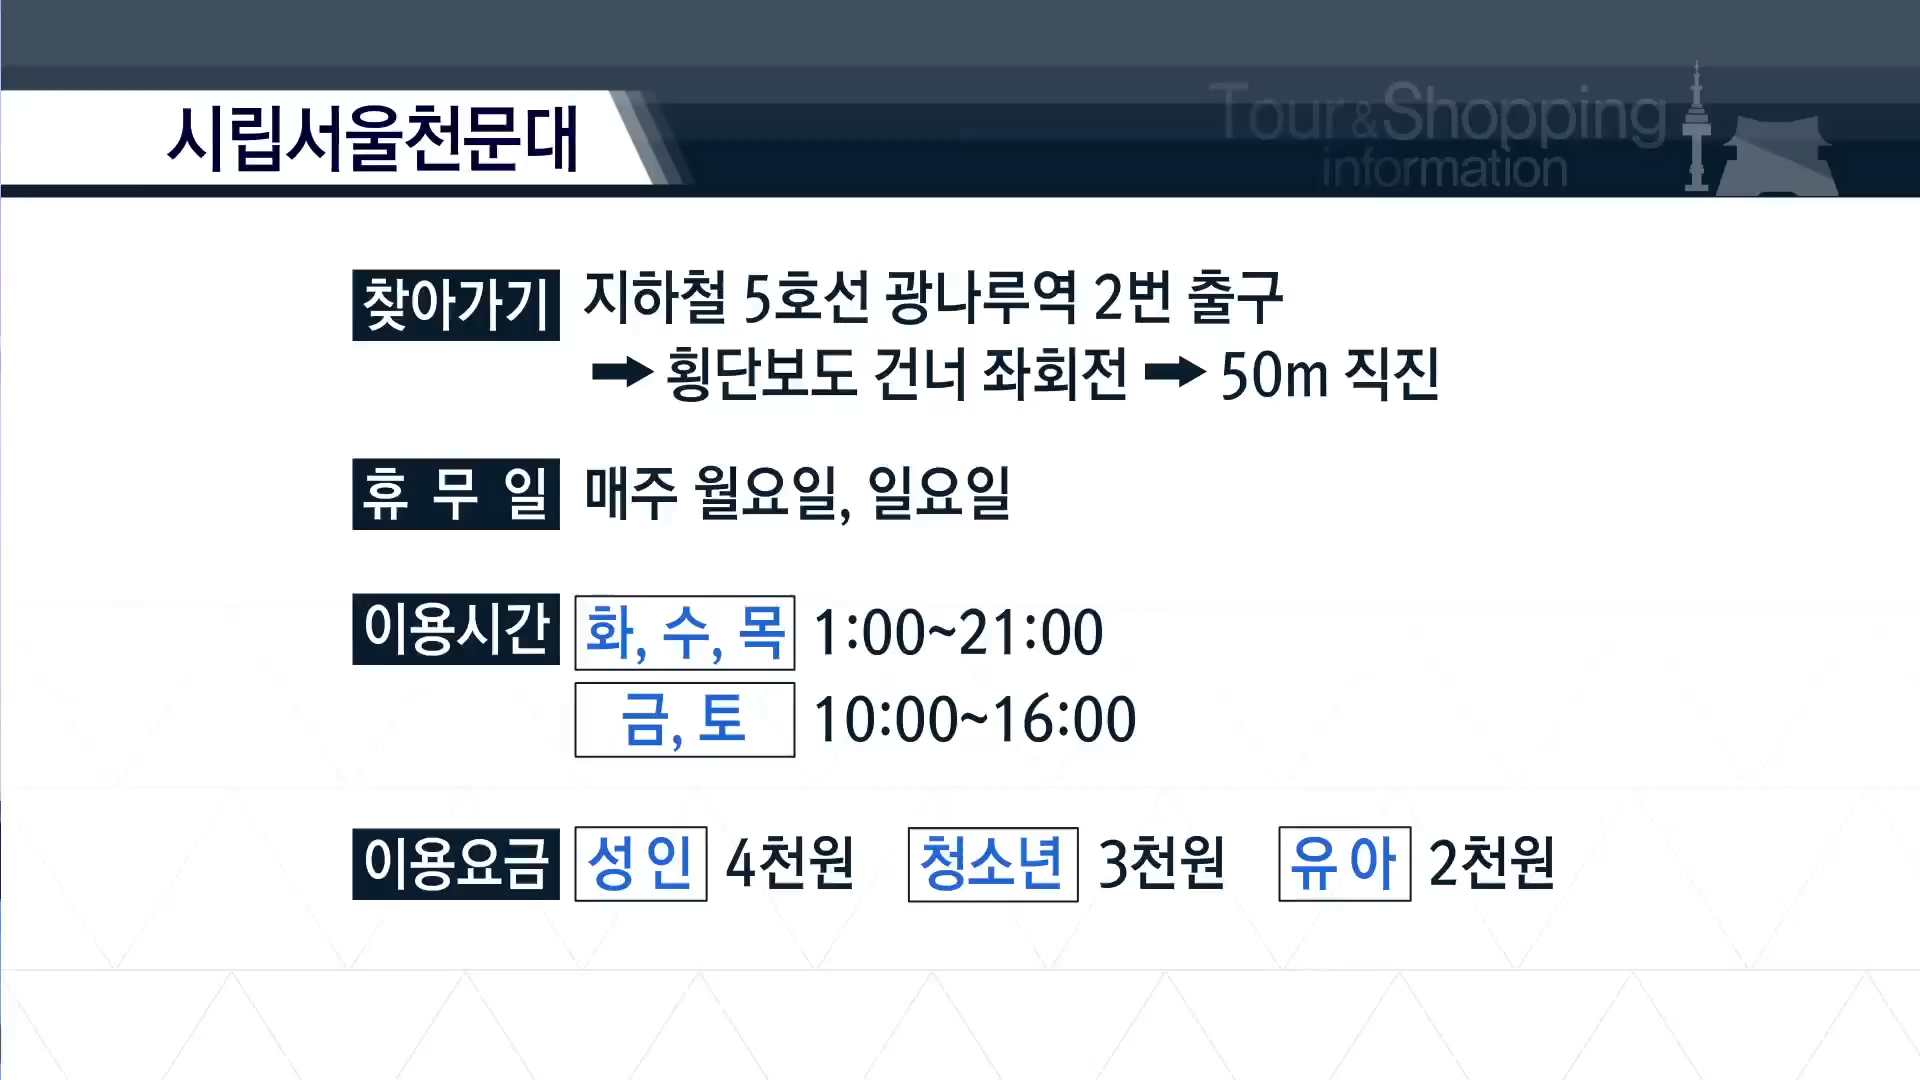 시립서울천문대
Tour&Shopping
information
찾아가기 지하철 5호선 광나루역 2번 출구
➡ 횡단보도 건너 좌회전 ➡ 50m 직진
휴 무 일 매주 월요일, 일요일
이용시간 화, 수, 목 1:00~21:00
금, 토 10:00~16:00
이용요금 성 인 4천원 청소년 3천원 유 아 2천원